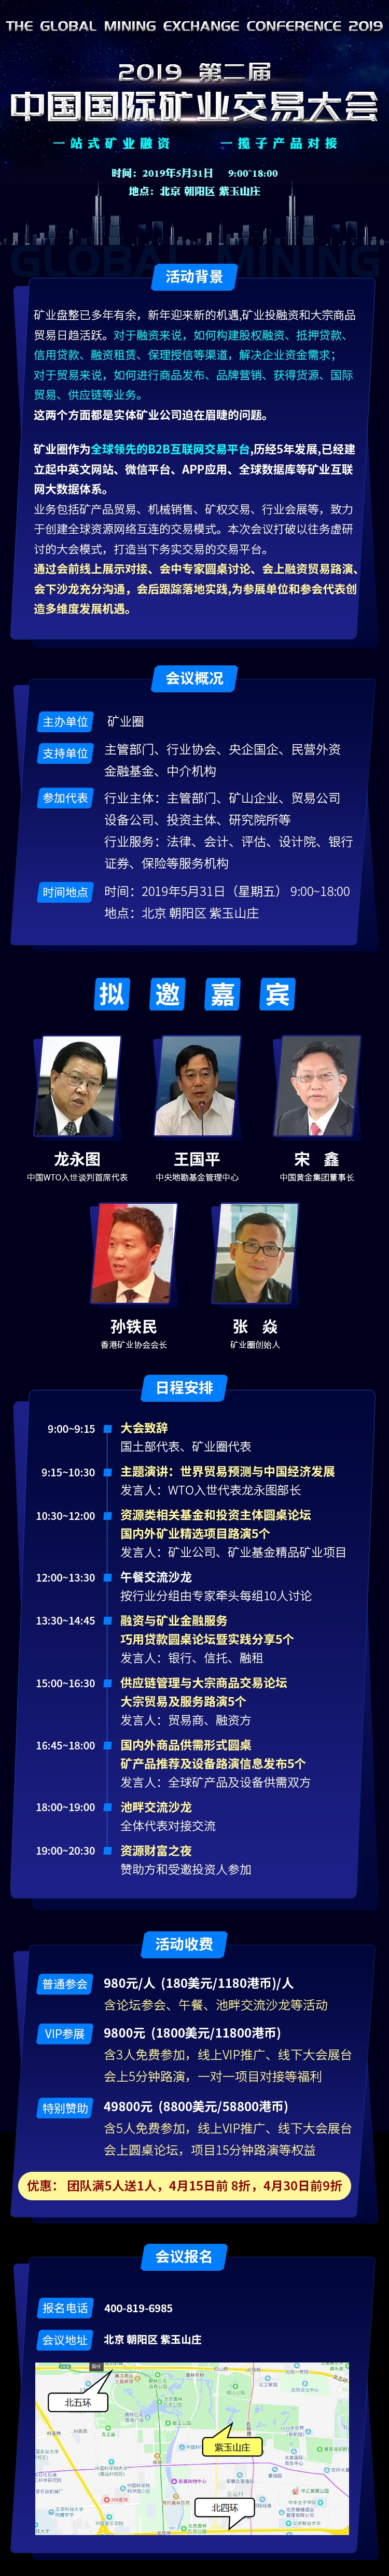 THE GLOBAL MINING EXCHANGE CONFERENCE 2019
2019 第二届
中国国际矿业交易大会
一站式矿业融资 一揽子产品对接
时间：2019年5月31日 9:00~18:00
地点：北京 朝阳区 紫玉山庄
GLOBAL MINING
活动背景
矿业盘整已多年有余，新年迎来新的机遇,矿业投融资和大宗商品
贸易日趋活跃。对于融资来说，如何构建股权融资、抵押贷款、
信用贷款、融资租赁、保理授信等渠道，解决企业资金需求；
对于贸易来说，如何进行商品发布、品牌营销、获得货源、国际
贸易、供应链等业务。
这两个方面都是实体矿业公司迫在眉睫的问题。
矿业圈作为全球领先的B2B互联网交易平台,历经5年发展,已经建
立起中英文网站、微信平台、APP应用、全球数据库等矿业互联
网大数据体系。
业务包括矿产品贸易、机械销售、矿权交易、行业会展等，致力
于创建全球资源网络互连的交易模式。本次会议打破以往务虚研
讨的大会模式，打造当下务实交易的交易平台。
通过会前线上展示对接、会中专家圆桌讨论、会上融资贸易路演、
会下沙龙充分沟通，会后跟踪落地实践,为参展单位和参会代表创
造多维度发展机遇。
会议概况
主办单位 矿业圈
支持单位 主管部门、行业协会、央企国企、民营外资
金融基金、中介机构
参加代表 行业主体：主管部门、矿山企业、贸易公司
设备公司、投资主体、研究院所等
行业服务：法律、会计、评估、设计院、银行
证券、保险等服务机构
时间地点 时间：2019年5月31日（星期五） 9:00~18:00
地点：北京 朝阳区 紫玉山庄
拟 邀 嘉 宾
龙永图 王国平 宋 鑫
中国WTO入世谈判首席代表 中央地勘基金管理中心 中国黄金集团董事长
孙铁民 张 焱
香港矿业协会会长 矿业圈创始人
日程安排
9:00~9:15 大会致辞
国土部代表、矿业圈代表
9:15~10:30 主题演讲：世界贸易预测与中国经济发展
发言人：WTO入世代表龙永图部长
10:30~12:00 资源类相关基金和投资主体圆桌论坛
国内外矿业精选项目路演5个
发言人：矿业公司、矿业基金精品矿业项目
12:00~13:30 午餐交流沙龙
按行业分组由专家牵头每组10人讨论
13:30~14:45 融资与矿业金融服务
巧用贷款圆桌论坛暨实践分享5个
发言人：银行、信托、融租
15:00~16:30 供应链管理与大宗商品交易论坛
大宗贸易及服务路演5个
发言人：贸易商、融资方
16:45~18:00 国内外商品供需形式圆桌
矿产品推荐及设备路演信息发布5个
发言人：全球矿产品及设备供需双方
18:00~19:00 池畔交流沙龙
全体代表对接交流
19:00~20:30 资源财富之夜
赞助方和受邀投资人参加
活动收费
普通参会 980元/人 (180美元/1180港币)/人
含论坛参会、午餐、池畔交流沙龙等活动
VIP参展 9800元 (1800美元/11800港币)
含3人免费参加，线上VIP推广、线下大会展台
会上5分钟路演，一对一项目对接等福利
特别赞助 49800元 (8800美元/58800港币)
含5人免费参加，线上VIP推广、线下大会展台
会上圆桌论坛，项目15分钟路演等权益
优惠： 团队满5人送1人，4月15日前 8折，4月30日前9折
会议报名
报名电话 400-819-6985
会议地址 北京 朝阳区 紫玉山庄
北五环
紫玉山庄
北四环